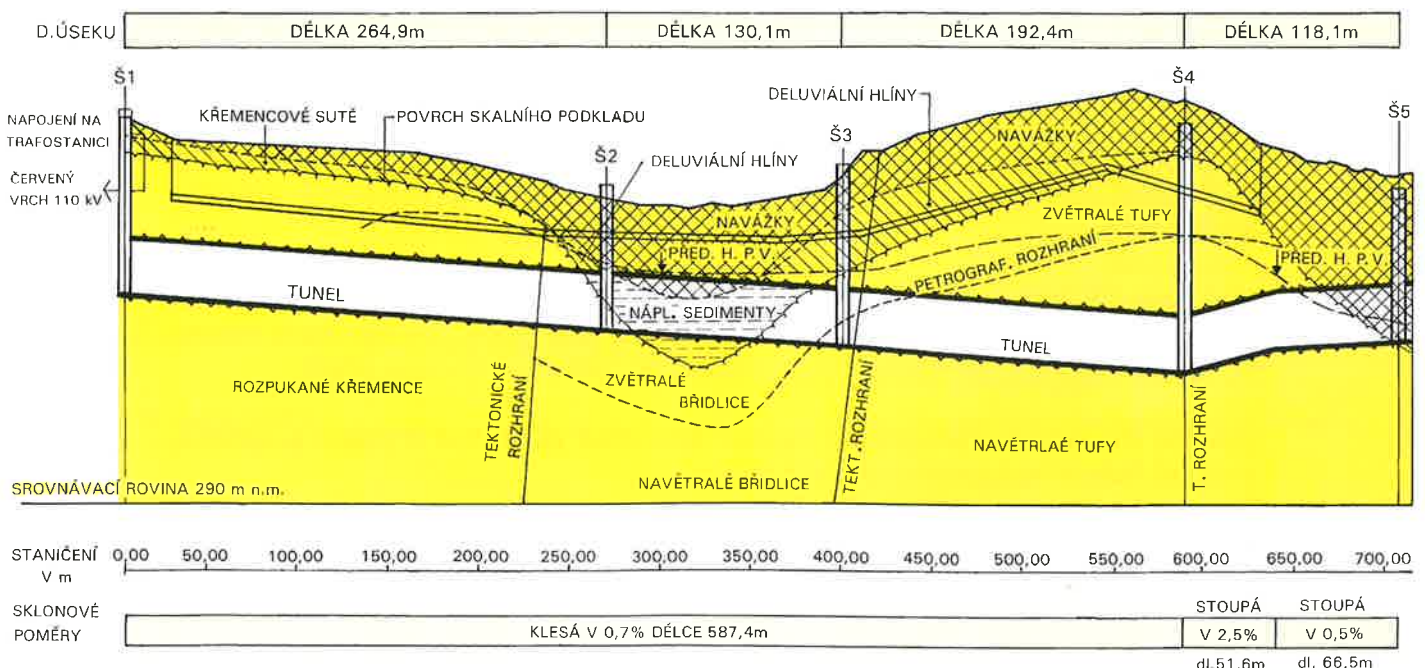 D.ÚSEKU DÉLKA 264,9m DÉLKA 130,1m DÉLKA 192,4m DÉLKA 118,1m
Š1
Š2
Š3
Š4
Š5
NAPOJENÍ NA
TRAFOSTANICI
ČERVENÝ
VRCH 110 kV
KŘEMENCOVÉ SUTĚ
POVRCH SKALNÍHO PODKLADU
DELUVIÁLNÍ HLÍNY
DELUVIÁLNÍ HLÍNY
NAVÁŽKY
NAVÁŽKY
ZVĚTRALÉ TUFY
PŘED. H. P. V.
PETROGRAF. ROZHRANÍ
PŘED. H. P. V.
TUNEL
NÁPL. SEDIMENTY
TUNEL
ROZPUKANÉ KŘEMENCE
TEKTONICKÉ
ROZHRANÍ
ZVĚTRALÉ
BŘIDLICE
TEKT. ROZHRANÍ
NAVĚTRLAÉ TUFY
T. ROZHRANÍ
NAVĚTRALÉ BŘIDLICE
SROVNÁVACÍ ROVINA 290 m n.m.
STANIČENÍ
V m
0,00 50,00 100,00 150,00 200,00 250,00 300,00 350,00 400,00 450,00 500,00 550,00 600,00 650,00 700,00
SKLONOVÉ
POMĚRY
KLESÁ V 0,7% DÉLCE 587,4m
STOUPÁ
V 2,5%
dl.51,6m
STOUPÁ
V 0,5%
dl. 66,5m